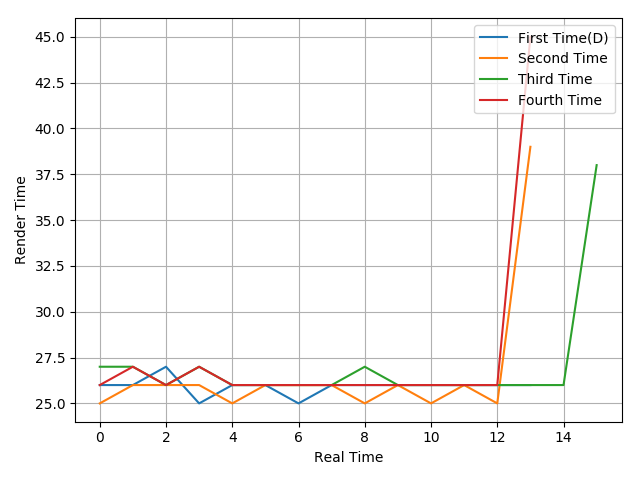 45.0
42.5
40.0
37.5
35.0
32.5
30.0
27.5
25.0
Render Time
First Time(D)
Second Time
Third Time
Fourth Time
0 2 4 6 8 10 12 14
Real Time